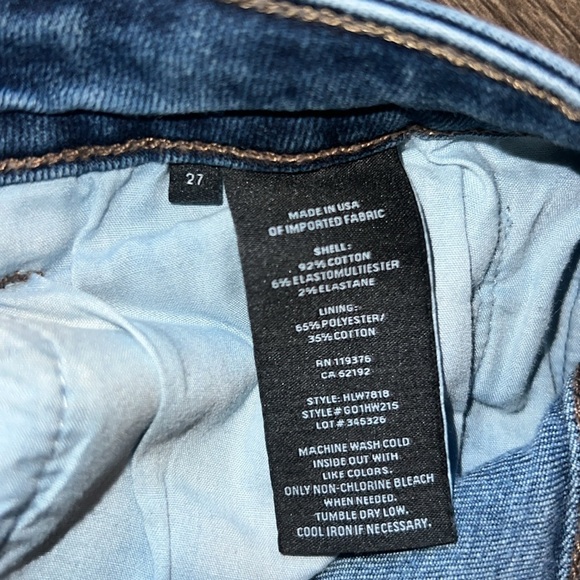 27
MADE IN USA
OF IMPORTED FABRIC
SHELL:
92% COTTON
6% ELASTOMULTIESTER
2% ELASTANE
LINING:
65% POLYESTER/
35% COTTON
RN 119376
CA 62192
STYLE: HLW7818
STYLE# G01HW215
LOT# 345326
MACHINE WASH COLD
INSIDE OUT WITH
LIKE COLORS.
ONLY NON-CHLORINE BLEACH
WHEN NEEDED.
TUMBLE DRY LOW.
COOL IRON IF NECESSARY.